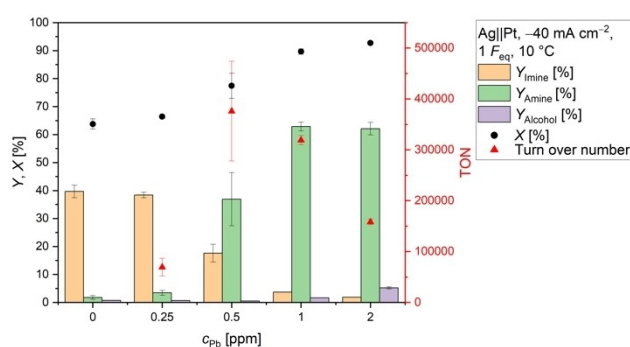 Ag||Pt, −40 mA cm⁻²,
1 Feq, 10 °C
YImine [%]
YAmine [%]
YAlcohol [%]
X [%]
Turn over number
Y, X [%]
100
90
80
70
60
50
40
30
20
10
0
0 0.25 0.5 1 2
cPb [ppm]
500000
400000
300000
200000
100000
0
TON